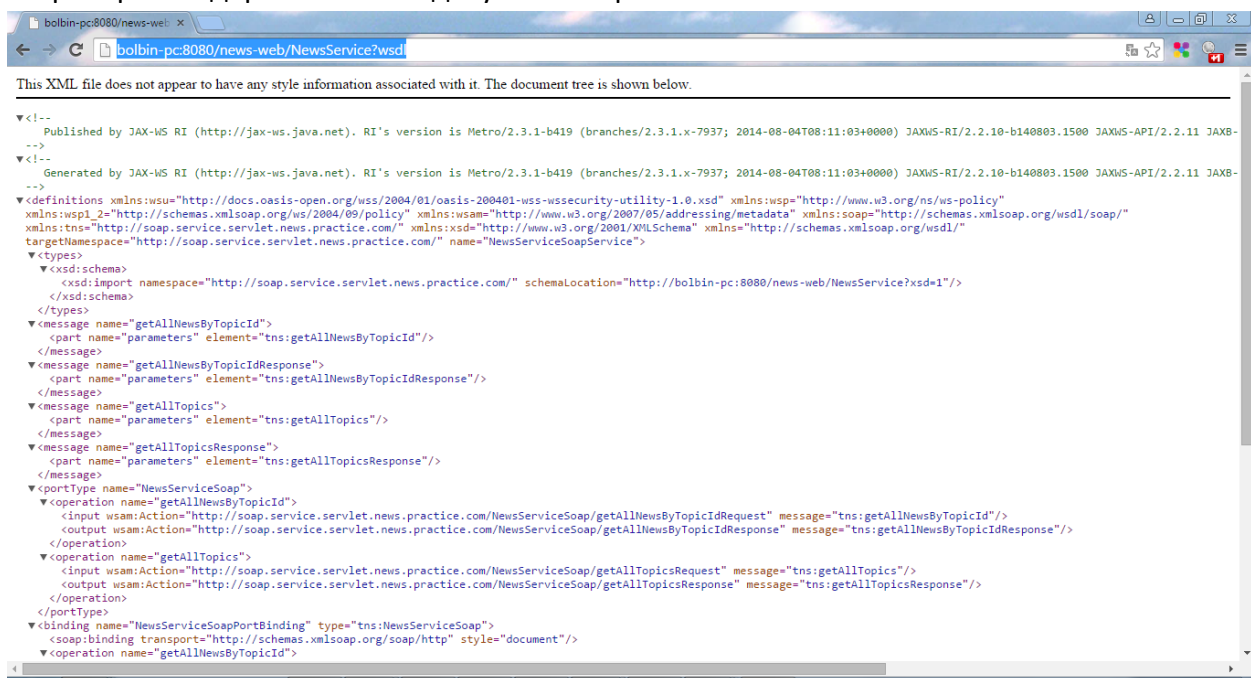 bolbin-pc:8080/news-web ×
bolbin-pc:8080/news-web/NewsService?wsdl
This XML file does not appear to have any style information associated with it. The document tree is shown below.
▼<!--
Published by JAX-WS RI (http://jax-ws.java.net). RI's version is Metro/2.3.1-b419 (branches/2.3.1.x-7937; 2014-08-04T08:11:03+0000) JAXWS-RI/2.2.10-b140803.1500 JAXWS-API/2.2.11 JAXB-
-->
▼<!--
Generated by JAX-WS RI (http://jax-ws.java.net). RI's version is Metro/2.3.1-b419 (branches/2.3.1.x-7937; 2014-08-04T08:11:03+0000) JAXWS-RI/2.2.10-b140803.1500 JAXWS-API/2.2.11 JAXB-
-->
▼<definitions xmlns:wsu="http://docs.oasis-open.org/wss/2004/01/oasis-200401-wss-wssecurity-utility-1.0.xsd" xmlns:wsp="http://www.w3.org/ns/ws-policy"
xmlns:wsp1_2="http://schemas.xmlsoap.org/ws/2004/09/policy" xmlns:wsam="http://www.w3.org/2007/05/addressing/metadata" xmlns:soap="http://schemas.xmlsoap.org/wsdl/soap/"
xmlns:tns="http://soap.service.servlet.news.practice.com/" xmlns:xsd="http://www.w3.org/2001/XMLSchema" xmlns="http://schemas.xmlsoap.org/wsdl/"
targetNamespace="http://soap.service.servlet.news.practice.com/" name="NewsServiceSoapService">
▼<types>
▼<xsd:schema>
<xsd:import namespace="http://soap.service.servlet.news.practice.com/" schemaLocation="http://bolbin-pc:8080/news-web/NewsService?xsd=1"/>
</xsd:schema>
</types>
▼<message name="getAllNewsByTopicId">
<part name="parameters" element="tns:getAllNewsByTopicId"/>
</message>
▼<message name="getAllNewsByTopicIdResponse">
<part name="parameters" element="tns:getAllNewsByTopicIdResponse"/>
</message>
▼<message name="getAllTopics">
<part name="parameters" element="tns:getAllTopics"/>
</message>
▼<message name="getAllTopicsResponse">
<part name="parameters" element="tns:getAllTopicsResponse"/>
</message>
▼<portType name="NewsServiceSoap">
▼<operation name="getAllNewsByTopicId">
<input wsam:Action="http://soap.service.servlet.news.practice.com/NewsServiceSoap/getAllNewsByTopicIdRequest" message="tns:getAllNewsByTopicId"/>
<output wsam:Action="http://soap.service.servlet.news.practice.com/NewsServiceSoap/getAllNewsByTopicIdResponse" message="tns:getAllNewsByTopicIdResponse"/>
</operation>
▼<operation name="getAllTopics">
<input wsam:Action="http://soap.service.servlet.news.practice.com/NewsServiceSoap/getAllTopicsRequest" message="tns:getAllTopics"/>
<output wsam:Action="http://soap.service.servlet.news.practice.com/NewsServiceSoap/getAllTopicsResponse" message="tns:getAllTopicsResponse"/>
</operation>
</portType>
▼<binding name="NewsServiceSoapPortBinding" type="tns:NewsServiceSoap">
<soap:binding transport="http://schemas.xmlsoap.org/soap/http" style="document"/>
▼<operation name="getAllNewsByTopicId">